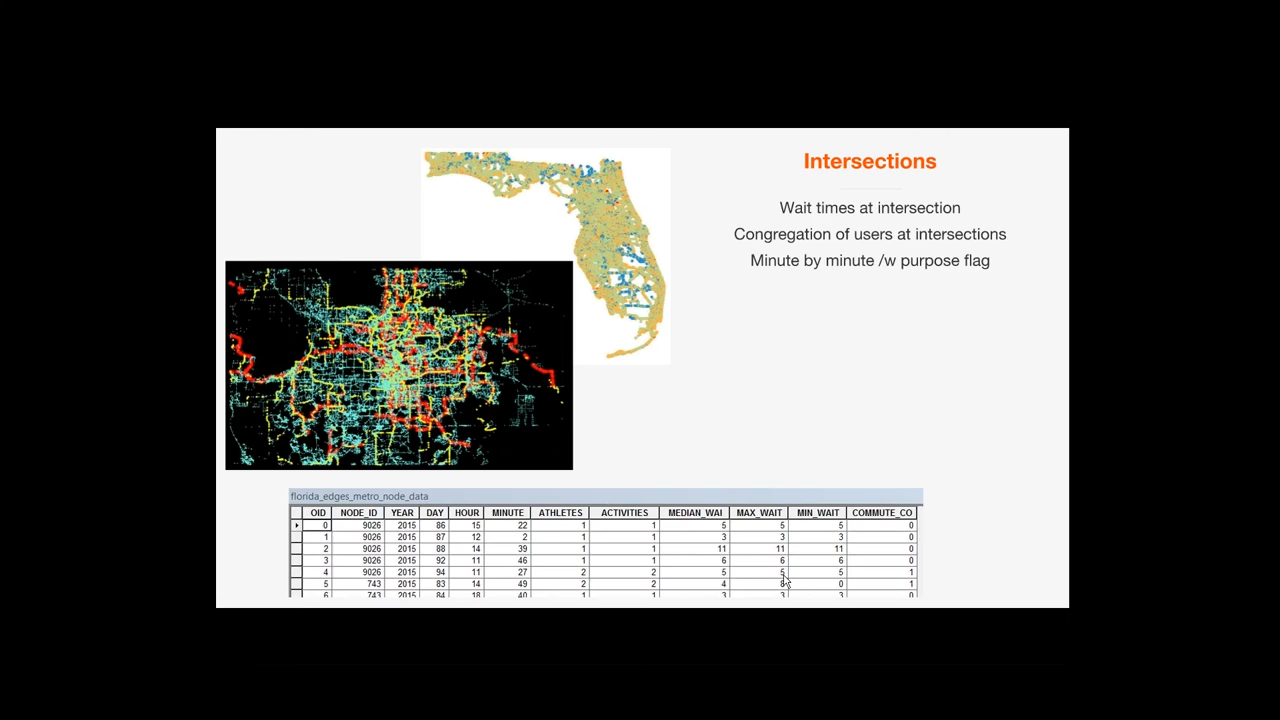 Intersections
Wait times at intersection
Congregation of users at intersections
Minute by minute /w purpose flag
florida_edges_metro_node_data
OID NODE_ID YEAR DAY HOUR MINUTE ATHLETES ACTIVITIES MEDIAN_WAI MAX_WAIT MIN_WAIT COMMUTE_CO
0 9026 2015 86 15 22 1 1 5 5 5 0
1 9026 2015 87 12 2 1 1 3 3 3 0
2 9026 2015 88 14 39 1 1 11 11 11 0
3 9026 2015 92 11 46 1 1 6 6 6 0
4 9026 2015 94 11 27 2 2 5 5 5 1
5 743 2015 83 14 49 2 2 4 8 0 1
6 743 2015 84 18 40 1 1 3 3 3 0